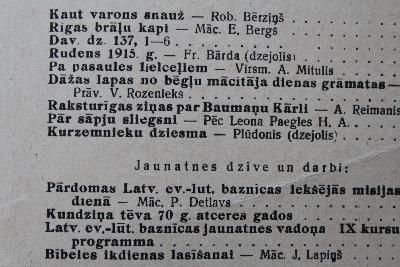 Kaut varons snauž — Rob. Bērziņš
Rīgas brāļu kapi — Māc. E. Bergs
Dav. dz. 137, 1—6
Rudens 1915. g. — Fr. Bārda (dzejolis)
Pa pasaules lielceļiem — Virsm. A. Mitulis
Dažas lapas no bēgļu mācītāja dienas grāmatas —
Prāv. V. Rozenieks
Raksturīgas ziņas par Baumaņu Kārli — A. Reimanis
Pār sāpju sliegsni — Pēc Leona Paegles H. A.
Kurzemnieku dziesma — Plūdonis (dzejolis)
Jaunatnes dzīve un darbi:
Pārdomas Latv. ev.-lut. baznīcas iekšējās misijas
dienā — Māc. P. Detlavs
Kundziņa tēva 70 g. atceres gados
Latv. ev.-lūt. baznīcas jaunatnes vadoņa IX kursu
programma
Bībeles ikdienas lasīšanai — Māc. J. Lapiņš